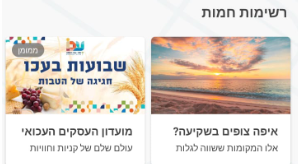 רשימות חמות
איפה צופים בשקיעה?
אלו המקומות ששווה לגלות
ממומן
שבועות בעכו
חגיגה של הטבות
מועדון העסקים העכואי
עולם שלם של קניות וחוויות